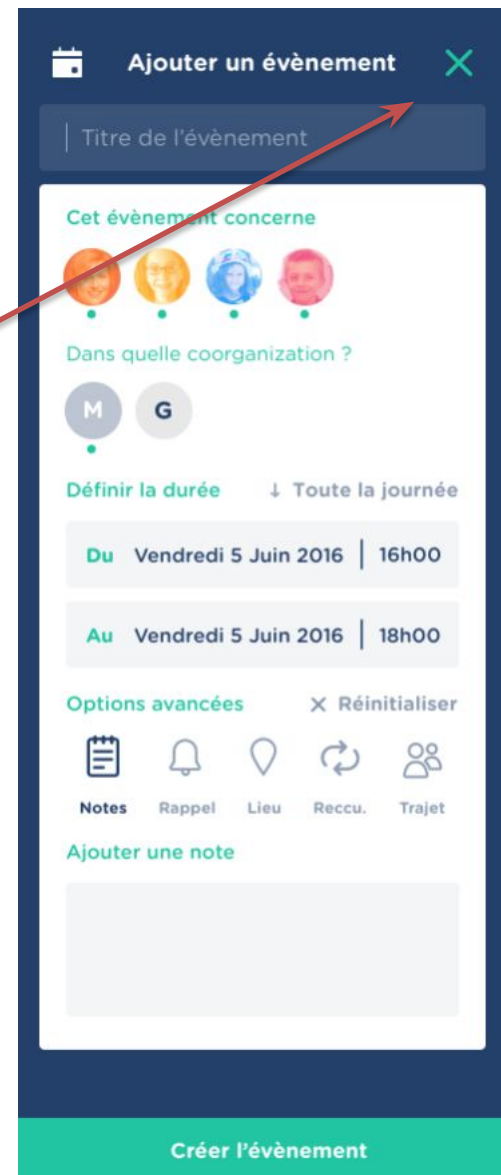 Ajouter un évènement
Titre de l'évènement
Cet évènement concerne
Dans quelle coorganization ?
M G
Définir la durée ↓ Toute la journée
Du Vendredi 5 Juin 2016 | 16h00
Au Vendredi 5 Juin 2016 | 18h00
Options avancées × Réinitialiser
Notes Rappel Lieu Reccu. Trajet
Ajouter une note
Créer l'évènement